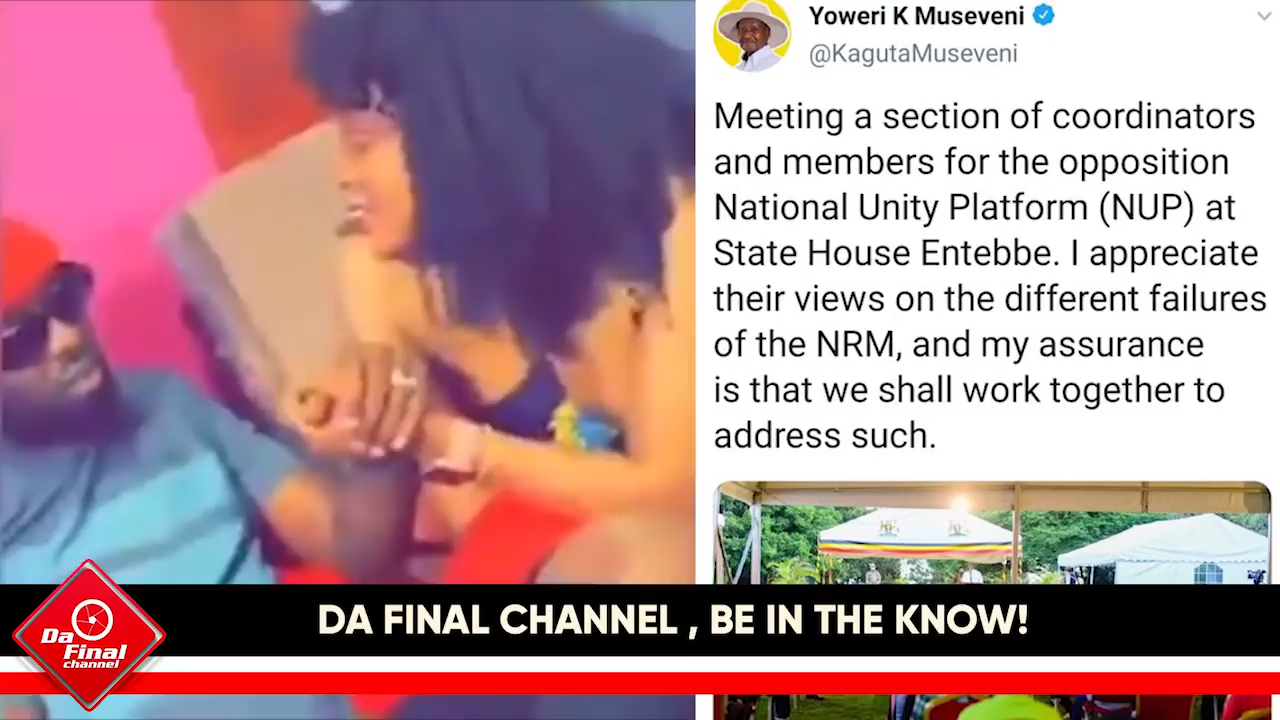 Yoweri K Museveni
@KagutaMuseveni
Meeting a section of coordinators
and members for the opposition
National Unity Platform (NUP) at
State House Entebbe. I appreciate
their views on the different failures
of the NRM, and my assurance
is that we shall work together to
address such.
DA FINAL CHANNEL , BE IN THE KNOW!
Da
Final
channel